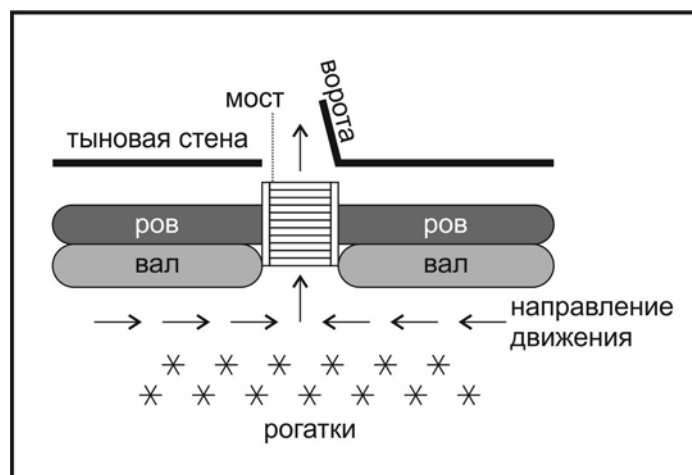 ворота
мост
тыновая стена
ров
ров
вал
вал
направление
движения
рогатки